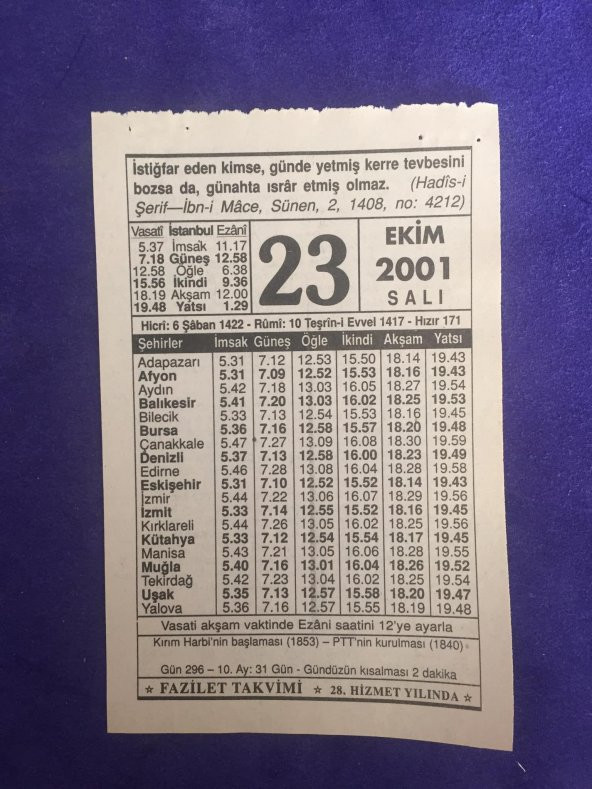 İstiğfar eden kimse, günde yetmiş kerre tevbesini
bozsa da, günahta ısrâr etmiş olmaz. (Hadîs-i
Şerif—İbn-i Mâce, Sünen, 2, 1408, no: 4212)
Vasatî İstanbul Ezânî
5.37 İmsak 11.17
7.18 Güneş 12.58
12.58 Öğle 6.38
15.56 İkindi 9.36
18.19 Akşam 12.00
19.48 Yatsı 1.29
23
EKİM
2001
SALI
Hicrî: 6 Şâban 1422 - Rûmî: 10 Teşrîn-i Evvel 1417 - Hızır 171
Şehirler İmsak Güneş Öğle İkindi Akşam Yatsı
Adapazarı 5.31 7.12 12.53 15.50 18.14 19.43
Afyon 5.31 7.09 12.52 15.53 18.16 19.43
Aydın 5.42 7.18 13.03 16.05 18.27 19.54
Balıkesir 5.41 7.20 13.03 16.02 18.25 19.53
Bilecik 5.33 7.13 12.54 15.53 18.16 19.45
Bursa 5.36 7.16 12.58 15.57 18.20 19.48
Çanakkale 5.47 7.27 13.09 16.08 18.30 19.59
Denizli 5.37 7.13 12.58 16.00 18.23 19.49
Edirne 5.46 7.28 13.08 16.04 18.28 19.58
Eskişehir 5.31 7.10 12.52 15.52 18.14 19.43
İzmir 5.44 7.22 13.06 16.07 18.29 19.56
İzmit 5.33 7.14 12.55 15.52 18.16 19.45
Kırklareli 5.44 7.26 13.05 16.02 18.25 19.56
Kütahya 5.33 7.12 12.54 15.54 18.17 19.45
Manisa 5.43 7.21 13.05 16.06 18.28 19.55
Muğla 5.40 7.16 13.01 16.04 18.26 19.52
Tekirdağ 5.42 7.23 13.04 16.02 18.25 19.54
Uşak 5.35 7.13 12.57 15.58 18.20 19.47
Yalova 5.36 7.16 12.57 15.55 18.19 19.48
Vasati akşam vaktinde Ezâni saatini 12'ye ayarla
Kırım Harbi'nin başlaması (1853) – PTT'nin kurulması (1840)
Gün 296 – 10. Ay: 31 Gün - Gündüzün kısalması 2 dakika
☆ FAZİLET TAKVİMİ ☆ 28. HİZMET YILINDA ☆